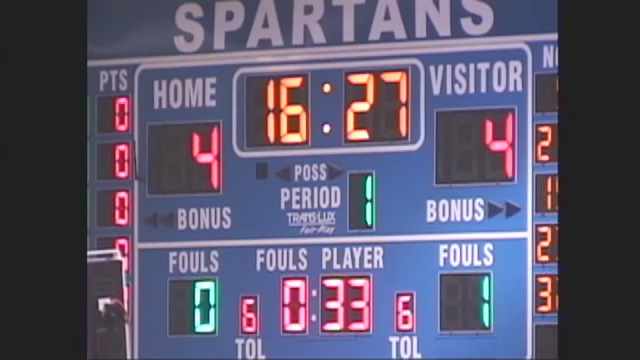 SPARTANS
PTS HOME 16:27 VISITOR
0 4 4
0 POSS 2
0 BONUS PERIOD 1 BONUS
TRANS-LUX
Fair-Play
FOULS FOULS PLAYER FOULS
0 6 0:33 6 1
TOL TOL